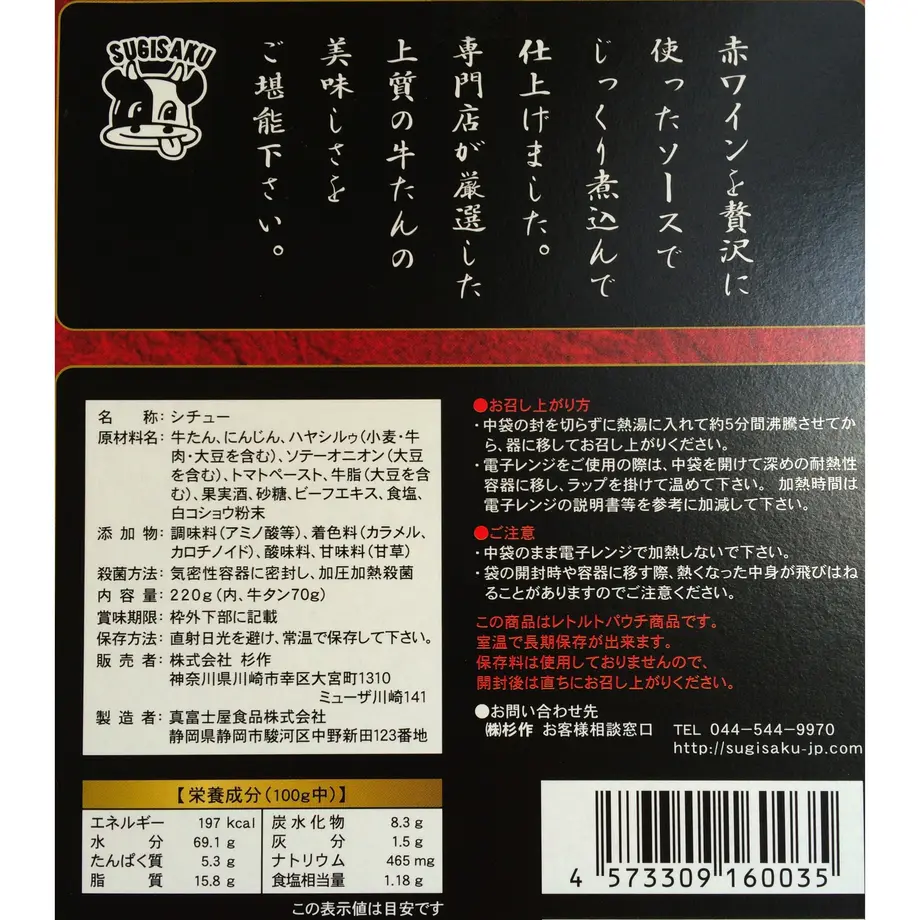 SUGISAKU
赤ワインを贅沢に
使ったソースで
じっくり煮込んで
仕上げました。
専門店が厳選した
上質の牛たんの
美味しさを
ご堪能下さい。
名　　称：シチュー
原材料名：牛たん、にんじん、ハヤシルゥ(小麦・牛
肉・大豆を含む)、ソテーオニオン(大豆
を含む)、トマトペースト、牛脂(大豆を含
む)、果実酒、砂糖、ビーフエキス、食塩、
白コショウ粉末
添 加 物：調味料(アミノ酸等)、着色料(カラメル、
カロチノイド)、酸味料、甘味料(甘草)
殺菌方法：気密性容器に密封し、加圧加熱殺菌
内 容 量：220g(内、牛タン70g)
賞味期限：枠外下部に記載
保存方法：直射日光を避け、常温で保存して下さい。
販 売 者：株式会社 杉作
神奈川県川崎市幸区大宮町1310
ミューザ川崎141
製 造 者：真富士屋食品株式会社
静岡県静岡市駿河区中野新田123番地
●お召し上がり方
・中袋の封を切らずに熱湯に入れて約5分間沸騰させてか
ら、器に移してお召し上がりください。
・電子レンジをご使用の際は、中袋を開けて深めの耐熱性
容器に移し、ラップを掛けて温めて下さい。 加熱時間は
電子レンジの説明書等を参考に加減して下さい。
●ご注意
・中袋のまま電子レンジで加熱しないで下さい。
・袋の開封時や容器に移す際、熱くなった中身が飛びはね
ることがありますのでご注意ください。
この商品はレトルトパウチ商品です。
室温で長期保存が出来ます。
保存料は使用しておりませんので、
開封後は直ちにお召し上がりください。
●お問い合わせ先
㈱杉作 お客様相談窓口　TEL 044-544-9970
http://sugisaku-jp.com
【栄養成分(100g中)】
エネルギー 197 kcal
水　　分 69.1 g
たんぱく質 5.3 g
脂　　質 15.8 g
炭水化物 8.3 g
灰　　分 1.5 g
ナトリウム 465 mg
食塩相当量 1.18 g
この表示値は目安です
4 573309 160035